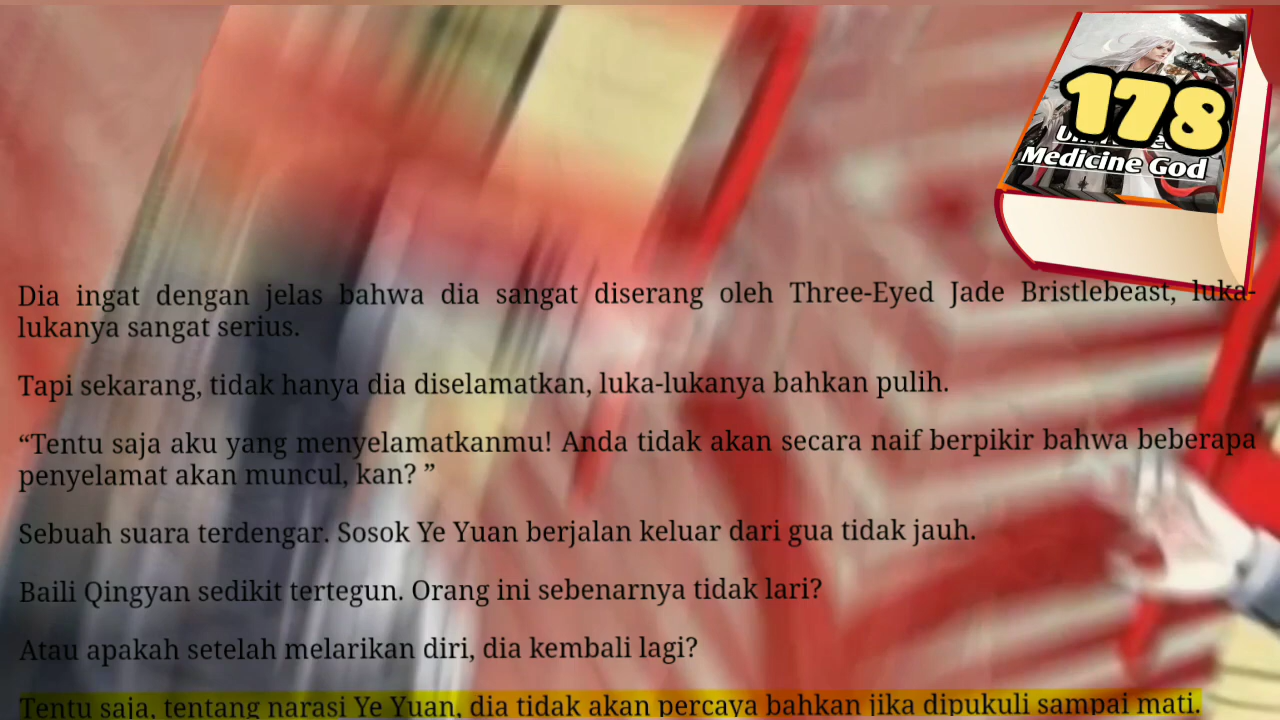 178
Medicine God
Dia ingat dengan jelas bahwa dia sangat diserang oleh Three-Eyed Jade Bristlebeast, luka-
lukanya sangat serius.
Tapi sekarang, tidak hanya dia diselamatkan, luka-lukanya bahkan pulih.
“Tentu saja aku yang menyelamatkanmu! Anda tidak akan secara naif berpikir bahwa beberapa
penyelamat akan muncul, kan? ”
Sebuah suara terdengar. Sosok Ye Yuan berjalan keluar dari gua tidak jauh.
Baili Qingyan sedikit tertegun. Orang ini sebenarnya tidak lari?
Atau apakah setelah melarikan diri, dia kembali lagi?
Tentu saja, tentang narasi Ye Yuan, dia tidak akan percaya bahkan jika dipukuli sampai mati.